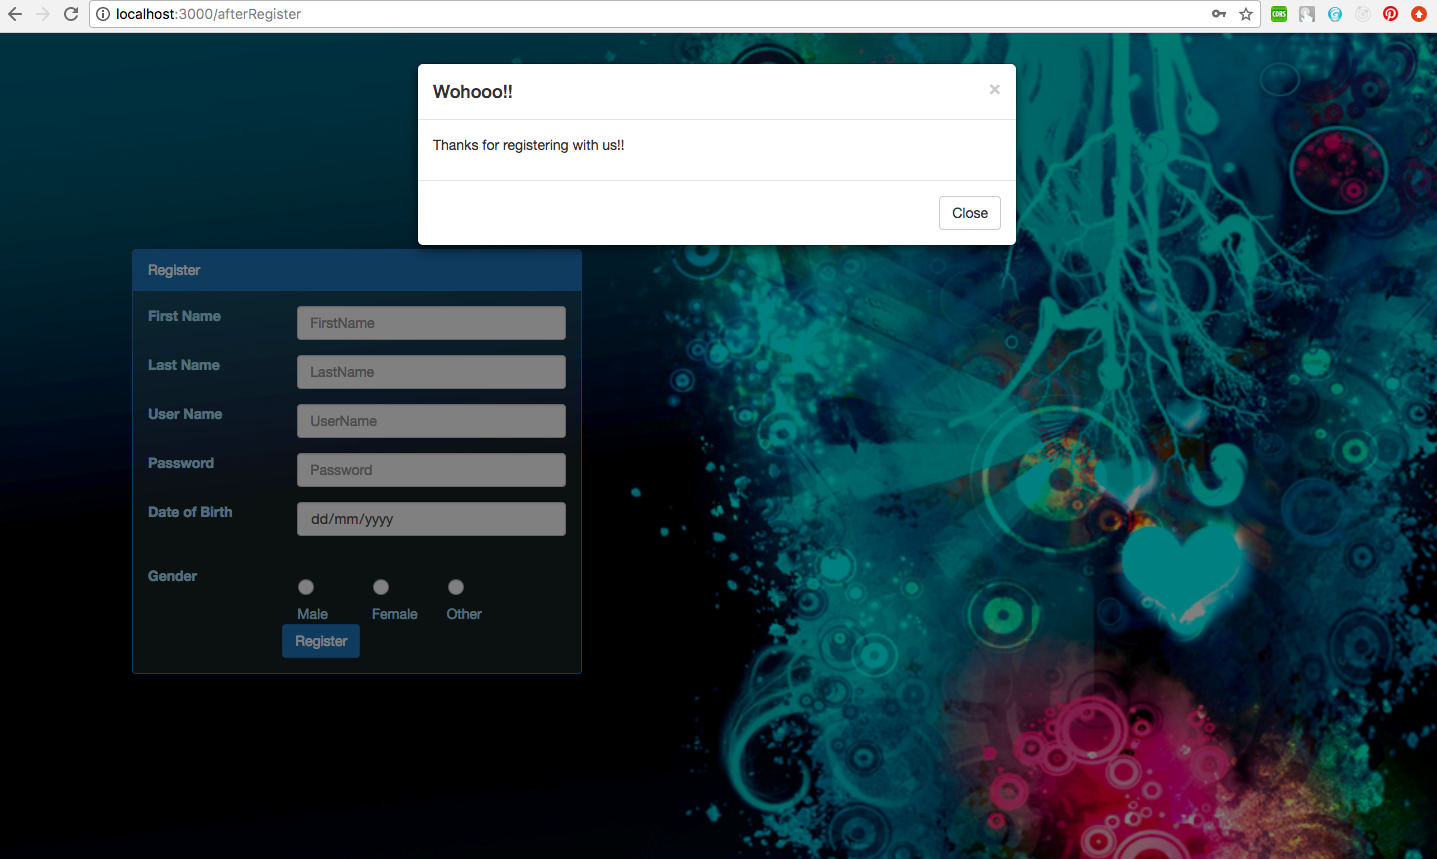 localhost:3000/afterRegister
CORS
Wohooo!!
×
Thanks for registering with us!!
Close
Register
First Name
FirstName
Last Name
LastName
User Name
UserName
Password
Password
Date of Birth
dd/mm/yyyy
Gender
Male Female Other
Register